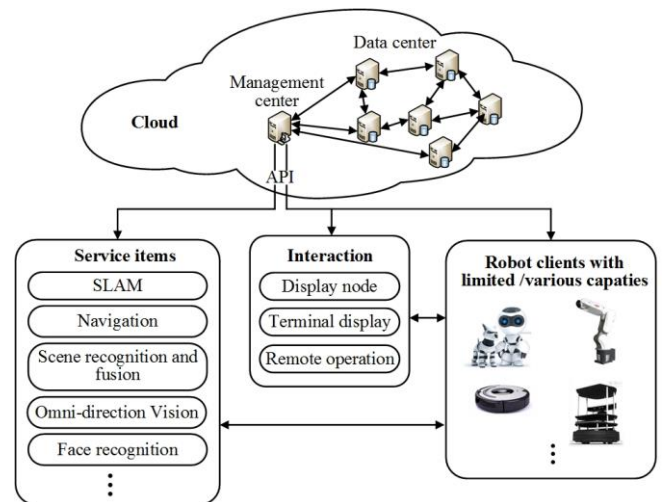 Data center
Management
center
Cloud
API
Service items
SLAM
Navigation
Scene recognition and
fusion
Omni-direction Vision
Face recognition
Interaction
Display node
Terminal display
Remote operation
Robot clients with
limited /various capaties